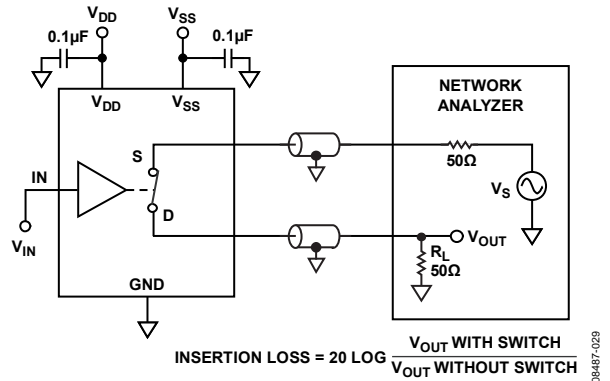 VDD
VSS
0.1µF
0.1µF
VDD
VSS
NETWORK
ANALYZER
S
50Ω
IN
VS
D
VIN
VOUT
RL
50Ω
GND
INSERTION LOSS = 20 LOG VOUT WITH SWITCH
VOUT WITHOUT SWITCH
08487-029